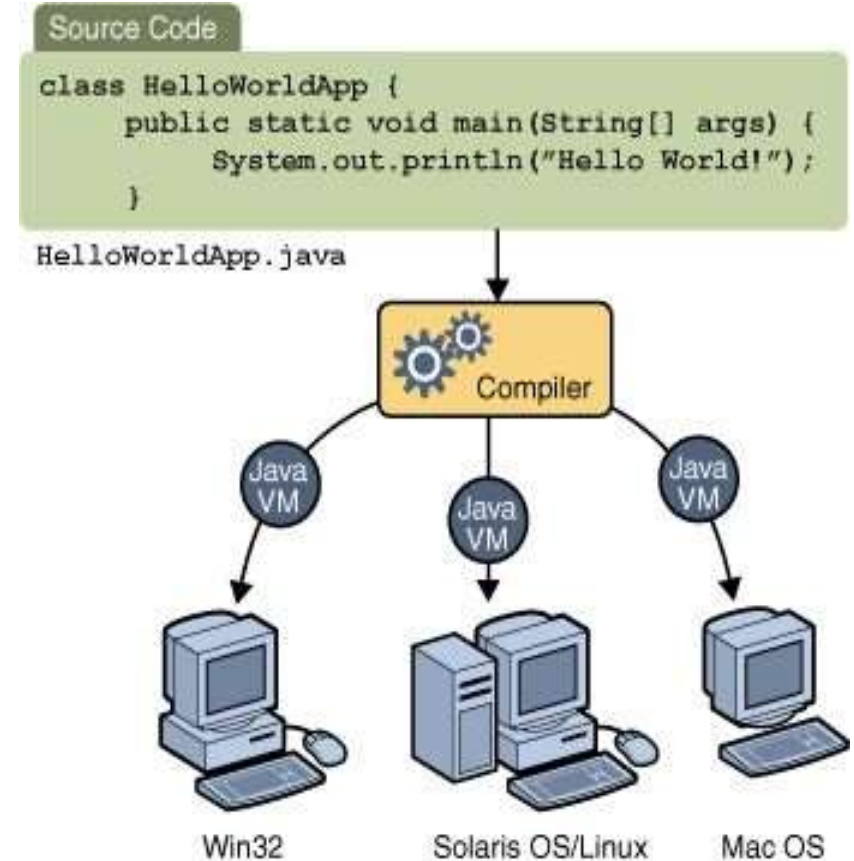 Source Code
class HelloWorldApp {
public static void main(String[] args) {
System.out.println("Hello World!");
}
HelloWorldApp.java
Compiler
Java
VM
Java
VM
Java
VM
Win32
Solaris OS/Linux
Mac OS